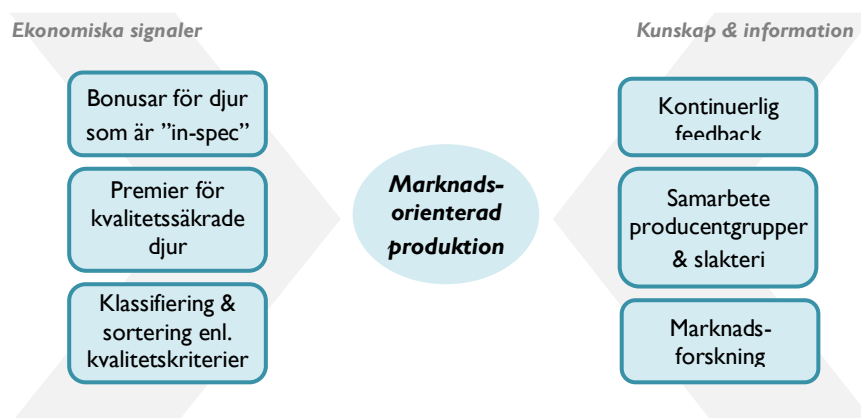 Ekonomiska signaler
Bonusar för djur
som är ”in-spec”
Premier för
kvalitetssäkrade
djur
Klassifiering &
sortering enl.
kvalitetskriterier
Marknads-
orienterad
produktion
Kunskap & information
Kontinuerlig
feedback
Samarbete
producentgrupper
& slakteri
Marknads-
forskning